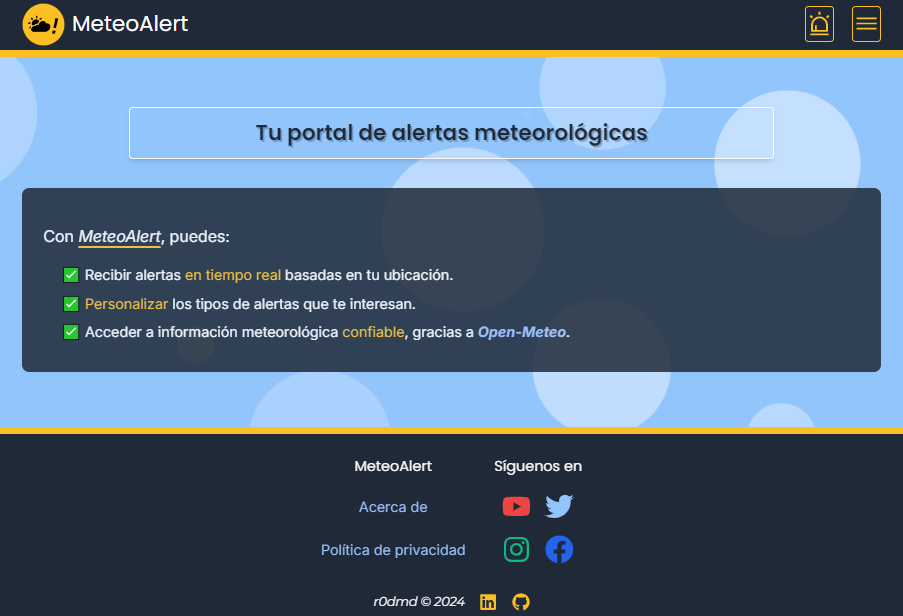 MeteoAlert
Tu portal de alertas meteorológicas
Con MeteoAlert, puedes:
✅ Recibir alertas en tiempo real basadas en tu ubicación.
✅ Personalizar los tipos de alertas que te interesan.
✅ Acceder a información meteorológica confiable, gracias a Open-Meteo.
MeteoAlert
Síguenos en
Acerca de
Política de privacidad
r0dmd © 2024